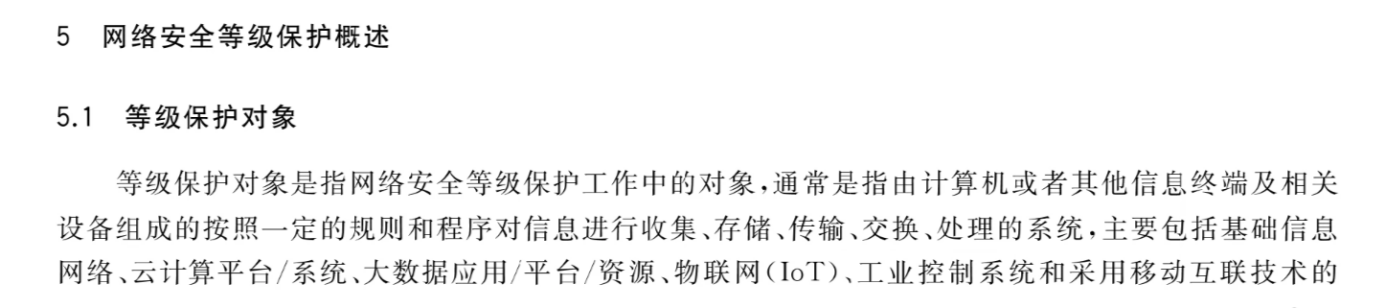 5 网络安全等级保护概述
5.1 等级保护对象
等级保护对象是指网络安全等级保护工作中的对象,通常是指由计算机或者其他信息终端及相关
设备组成的按照一定的规则和程序对信息进行收集、存储、传输、交换、处理的系统,主要包括基础信息
网络、云计算平台/系统、大数据应用/平台/资源、物联网(IoT)、工业控制系统和采用移动互联技术的